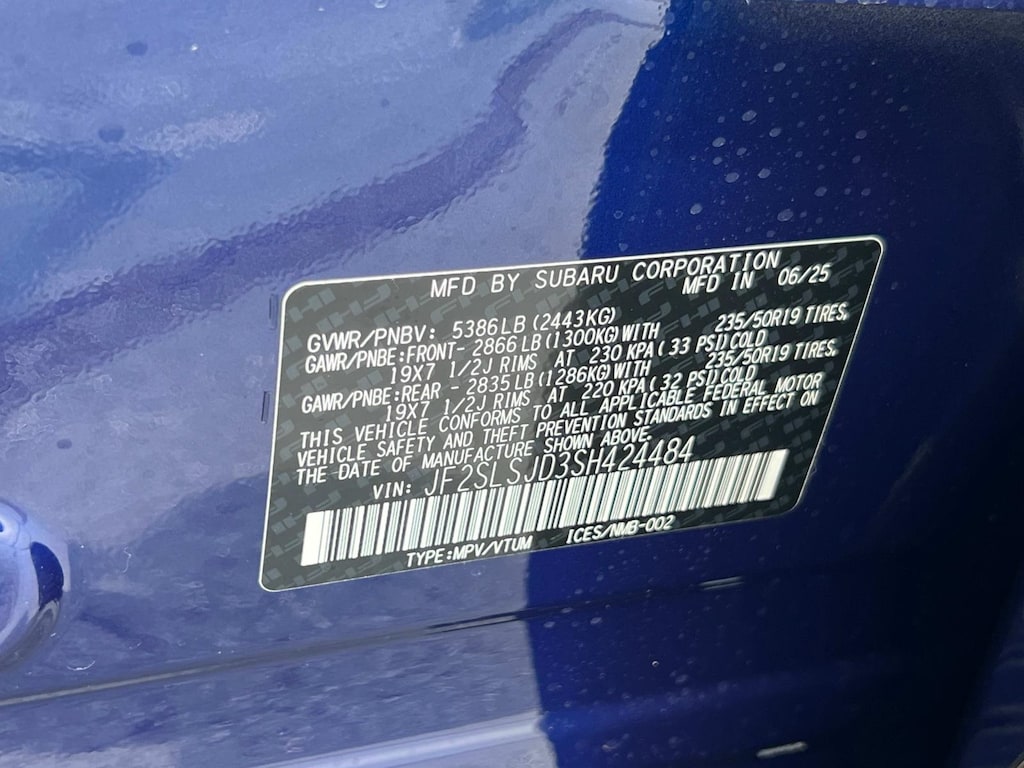 MFD BY SUBARU CORPORATION
MFD IN 06/25
GVWR/PNBV: 5386LB(2443KG)
GAWR/PNBE:FRONT- 2866LB(1300KG)WITH 235/50R19 TIRES,
19X7 1/2J RIMS AT 230 KPA(33 PSI)COLD
GAWR/PNBE:REAR - 2835LB(1286KG)WITH 235/50R19 TIRES,
19X7 1/2J RIMS AT 220 KPA(32 PSI)COLD
THIS VEHICLE CONFORMS TO ALL APPLICABLE FEDERAL MOTOR
VEHICLE SAFETY AND THEFT PREVENTION STANDARDS IN EFFECT ON
THE DATE OF MANUFACTURE SHOWN ABOVE.
VIN: JF2SLSJD3SH424484
TYPE:MPV/VTUM ICES/NMB-002